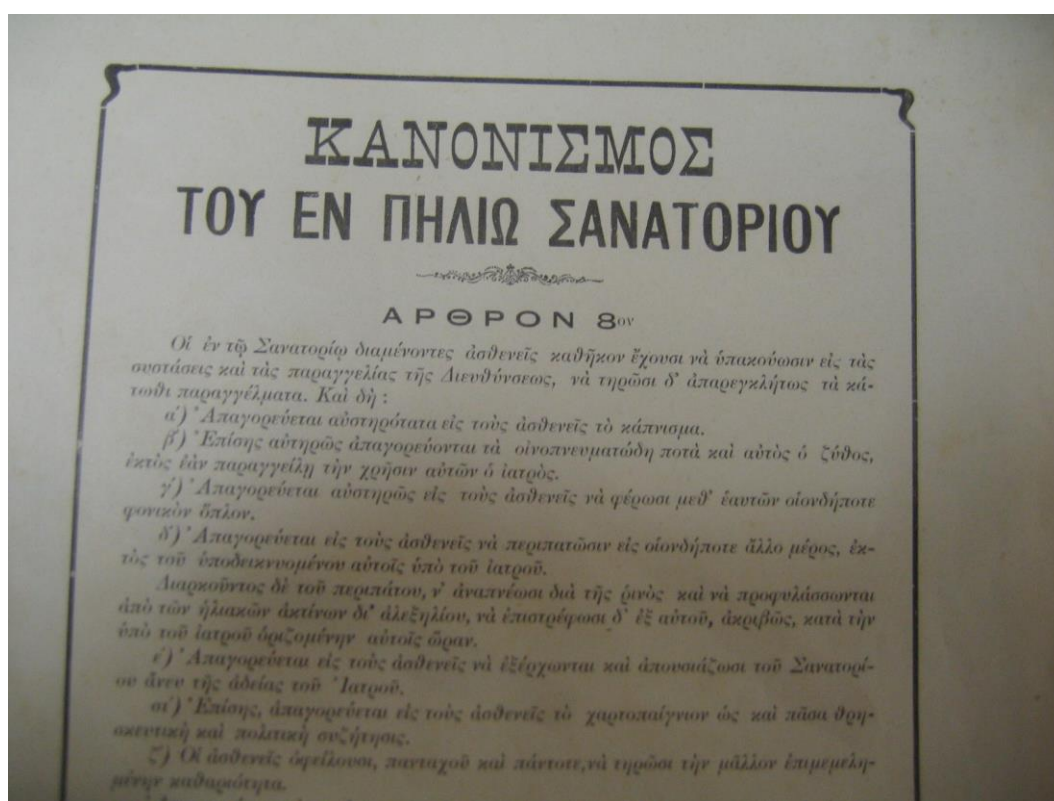 ΚΑΝΟΝΙΣΜΟΣ
ΤΟΥ ΕΝ ΠΗΛΙΩ ΣΑΝΑΤΟΡΙΟΥ
ΑΡΘΡΟΝ 8ον
Οἱ ἐν τῷ Σανατορίῳ διαμένοντες ἀσθενεῖς καθῆκον ἔχουσι νὰ ὑπακούωσιν εἰς τὰς
συστάσεις καὶ τὰς παραγγελίας τῆς Διευθύνσεως, νὰ τηρῶσι δ' ἀπαρεγκλήτως τὰ κά-
τωθι παραγγέλματα. Καὶ δὴ :
α') Ἀπαγορεύεται αὐστηρότατα εἰς τοὺς ἀσθενεῖς τὸ κάπνισμα.
β') Ἐπίσης αὐτηρῶς ἀπαγορεύονται τὰ οἰνοπνευματώδη ποτὰ καὶ αὐτὸς ὁ ζύθος,
ἐκτὸς ἐὰν παραγγείλῃ τὴν χρῆσιν αὐτῶν ὁ ἰατρὸς.
γ') Ἀπαγορεύεται αὐστηρῶς εἰς τοὺς ἀσθενεῖς νὰ φέρωσι μεθ' ἑαυτῶν οἱονδήποτε
φονικὸν ὅπλον.
δ') Ἀπαγορεύεται εἰς τοὺς ἀσθενεῖς νὰ περιπατῶσιν εἰς οἱονδήποτε ἄλλο μέρος, ἐκ-
τὸς τοῦ ὑποδεικνυομένου αὐτοῖς ὑπὸ τοῦ ἰατροῦ.
Διαρκοῦντος δὲ τοῦ περιπάτου, ν' ἀναπνέωσι διὰ τῆς ῥινὸς καὶ νὰ προφυλάσσωνται
ἀπὸ τῶν ἡλιακῶν ἀκτίνων δι' ἀλεξηλίου, νὰ ἐπιστρέφωσι δ' ἐξ αὐτοῦ, ἀκριβῶς, κατὰ τὴν
ὑπὸ τοῦ ἰατροῦ ὁριζομένην αὐτοῖς ὥραν.
ε') Ἀπαγορεύεται εἰς τοὺς ἀσθενεῖς νὰ ἐξέρχωνται καὶ ἀπουσιάζωσι τοῦ Σανατορί-
ου ἄνευ τῆς ἀδείας τοῦ Ἰατροῦ.
στ') Ἐπίσης, ἀπαγορεύεται εἰς τοὺς ἀσθενεῖς τὸ χαρτοπαίγνιον ὡς καὶ πᾶσα θρη-
σκευτικὴ καὶ πολιτικὴ συζήτησις.
ζ') Οἱ ἀσθενεῖς ὀφείλουσι, πανταχοῦ καὶ πάντοτε, νὰ τηρῶσι τὴν μᾶλλον ἐπιμεμελη-
μένην καθαριότητα.